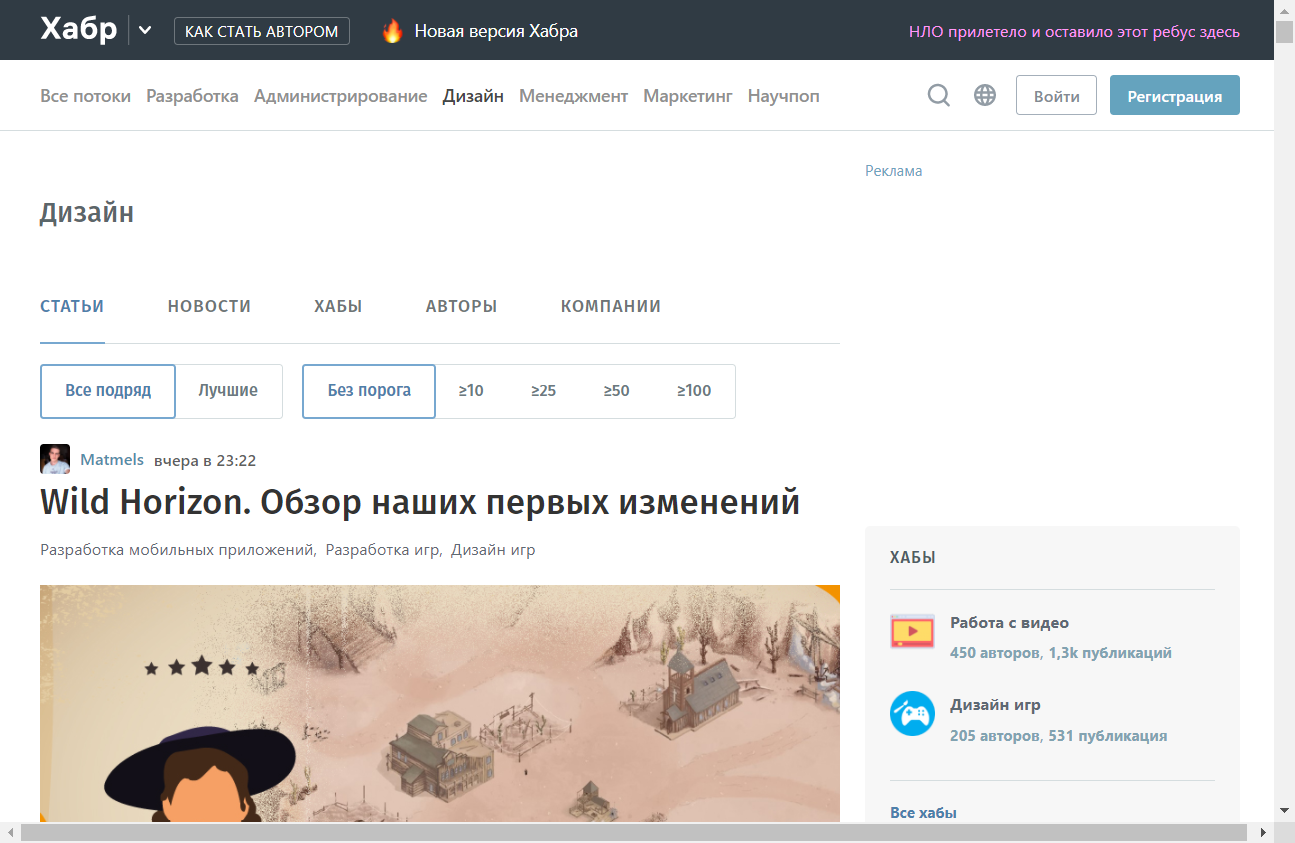 Хабр
КАК СТАТЬ АВТОРОМ
Новая версия Хабра
НЛО прилетело и оставило этот ребус здесь
Все потоки Разработка Администрирование Дизайн Менеджмент Маркетинг Научпоп
Войти
Регистрация
Реклама
Дизайн
СТАТЬИ НОВОСТИ ХАБЫ АВТОРЫ КОМПАНИИ
Все подряд Лучшие Без порога ≥10 ≥25 ≥50 ≥100
Matmels вчера в 23:22
Wild Horizon. Обзор наших первых изменений
Разработка мобильных приложений, Разработка игр, Дизайн игр
ХАБЫ
Работа с видео
450 авторов, 1,3k публикаций
Дизайн игр
205 авторов, 531 публикация
Все хабы